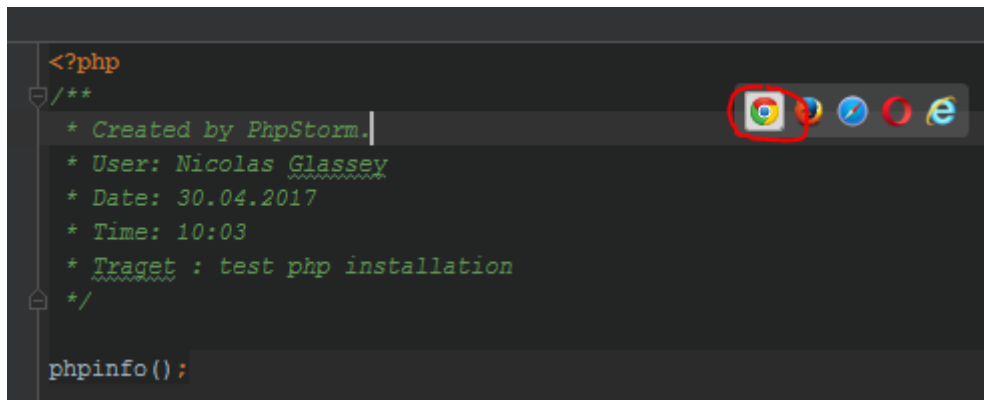 <?php
/**
* Created by PhpStorm.
* User: Nicolas Glassey
* Date: 30.04.2017
* Time: 10:03
* Traget : test php installation
*/
phpinfo();